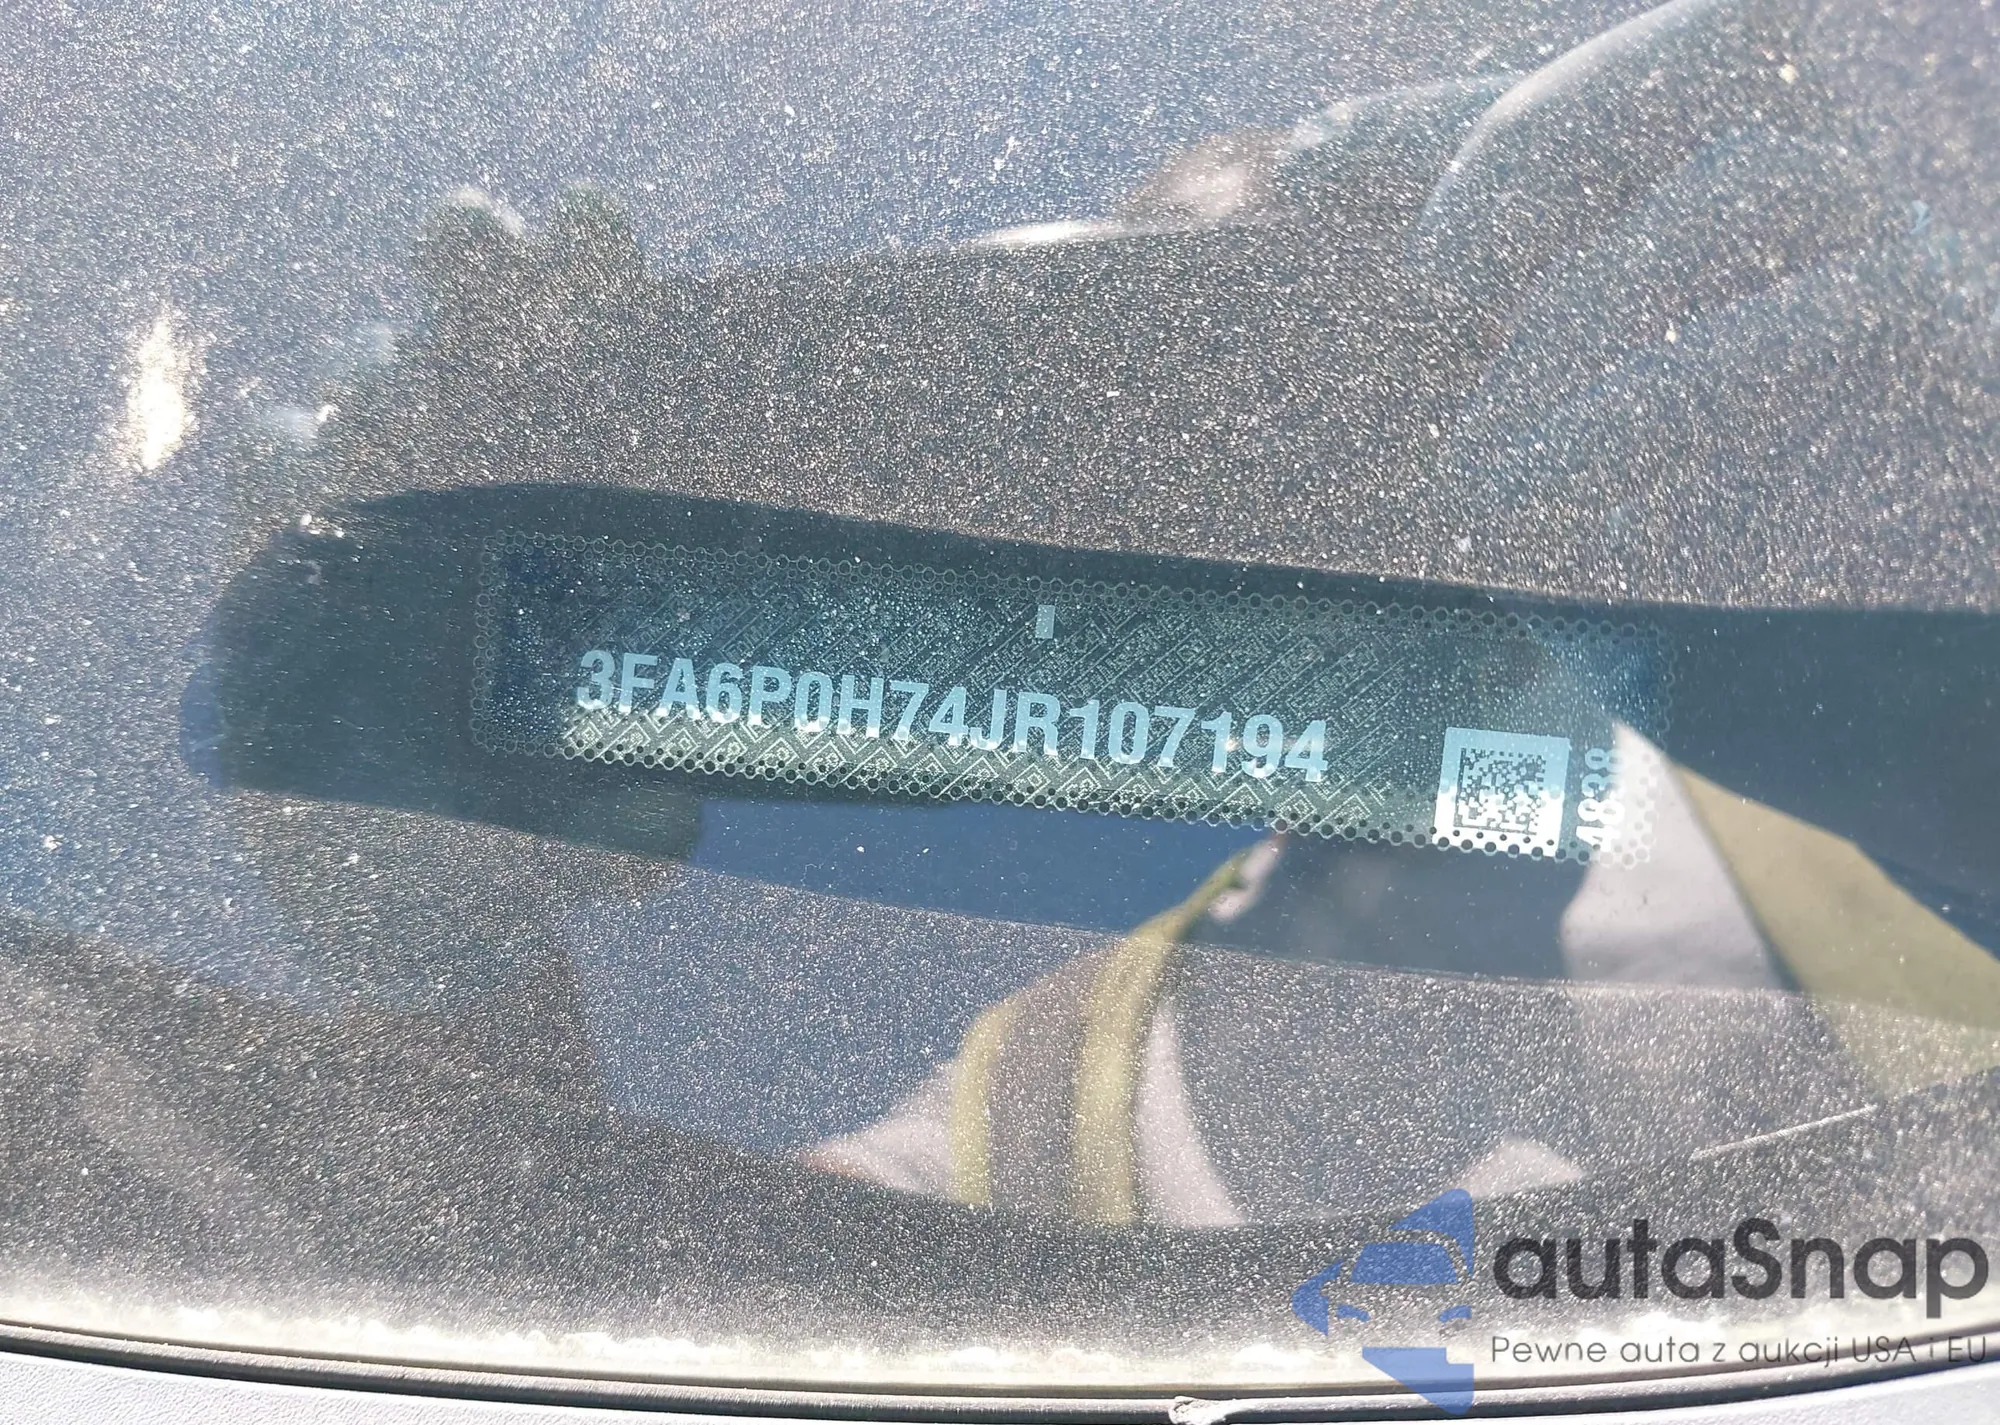 3FA6P0H74JR107194
autaSnap
Pewne auta z aukcji USA i EU